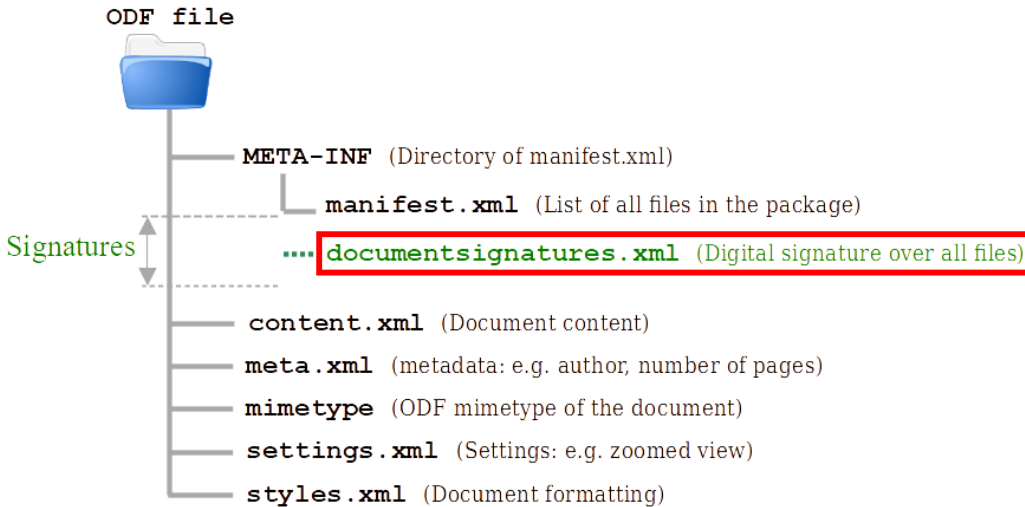 ODF file
META-INF (Directory of manifest.xml)
manifest.xml (List of all files in the package)
Signatures
documentsignatures.xml (Digital signature over all files)
content.xml (Document content)
meta.xml (metadata: e.g. author, number of pages)
mimetype (ODF mimetype of the document)
settings.xml (Settings: e.g. zoomed view)
styles.xml (Document formatting)